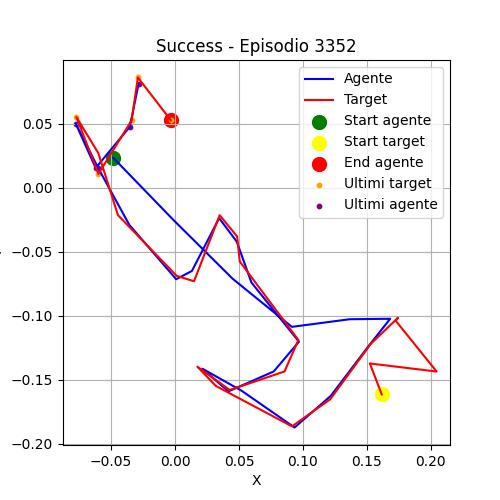 Success - Episodio 3352
Agente
Target
Start agente
Start target
End agente
Ultimi target
Ultimi agente
0.05
0.00
−0.05
−0.10
−0.15
−0.20
−0.05
0.00
0.05
0.10
0.15
0.20
X